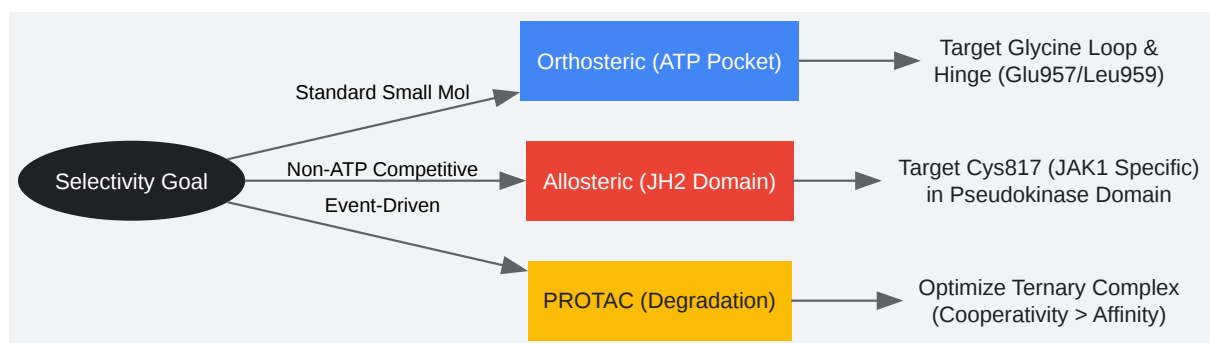 Selectivity Goal
Standard Small Mol
Orthosteric (ATP Pocket)
Target Glycine Loop &
Hinge (Glu957/Leu959)
Non-ATP Competitive
Allosteric (JH2 Domain)
Target Cys817 (JAK1 Specific)
in Pseudokinase Domain
Event-Driven
PROTAC (Degradation)
Optimize Ternary Complex
(Cooperativity > Affinity)